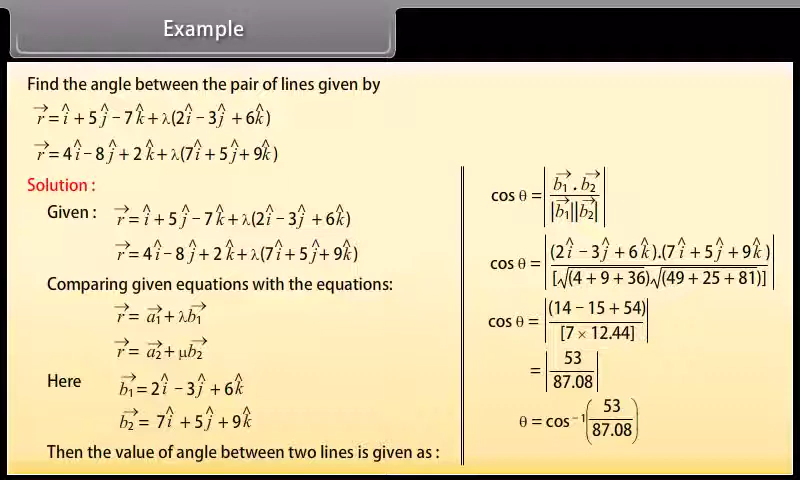 Example
Find the angle between the pair of lines given by
r⃗ = î + 5ĵ − 7k̂ + λ(2î − 3ĵ + 6k̂)
r⃗ = 4î − 8ĵ + 2k̂ + λ(7î + 5ĵ + 9k̂)
Solution :
Given : r⃗ = î + 5ĵ − 7k̂ + λ(2î − 3ĵ + 6k̂)
r⃗ = 4î − 8ĵ + 2k̂ + λ(7î + 5ĵ + 9k̂)
Comparing given equations with the equations:
r⃗ = a₁⃗ + λb₁⃗
r⃗ = a₂⃗ + μb₂⃗
Here b₁⃗ = 2î − 3ĵ + 6k̂
b₂⃗ = 7î + 5ĵ + 9k̂
Then the value of angle between two lines is given as :
cos θ = |b₁⃗ . b₂⃗ / |b₁⃗||b₂⃗||
cos θ = |(2î − 3ĵ + 6k̂).(7î + 5ĵ + 9k̂) / [√(4 + 9 + 36)√(49 + 25 + 81)]|
cos θ = |(14 − 15 + 54) / [7 × 12.44]|
= |53 / 87.08|
θ = cos⁻¹(53 / 87.08)